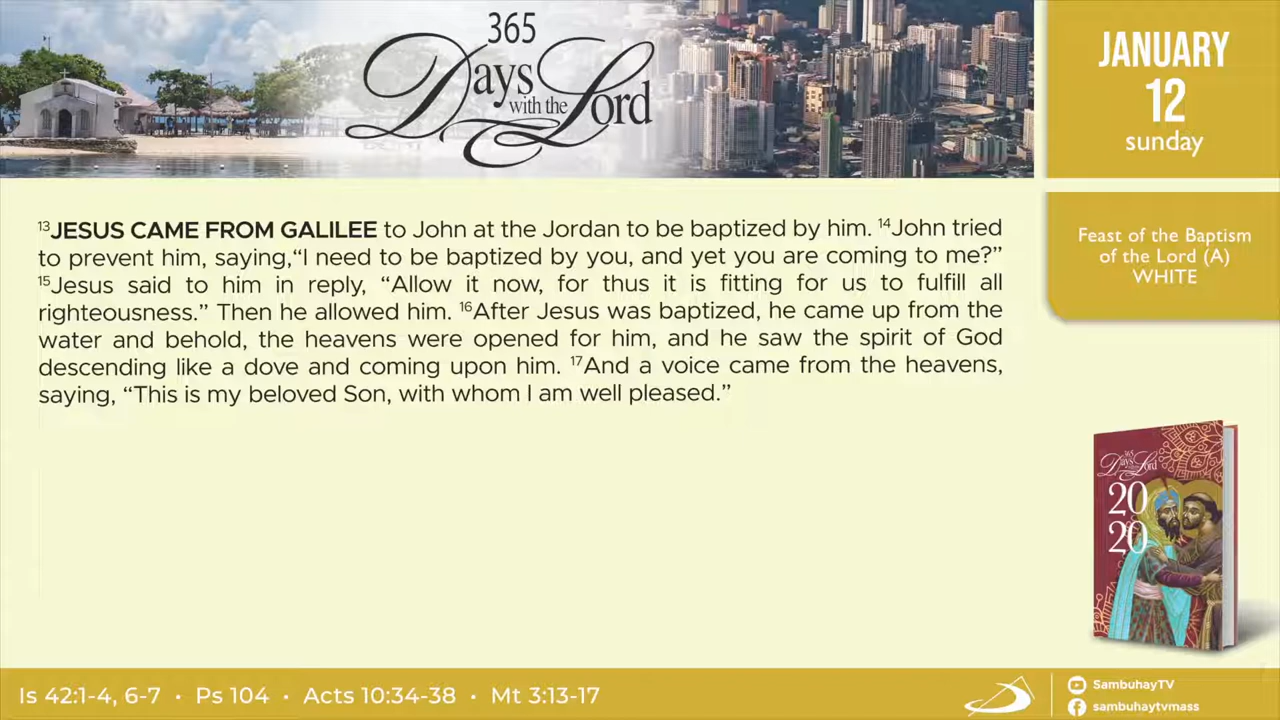 365
Days with the Lord
JANUARY
12
sunday
Feast of the Baptism
of the Lord (A)
WHITE
¹³JESUS CAME FROM GALILEE to John at the Jordan to be baptized by him. ¹⁴John tried
to prevent him, saying,“I need to be baptized by you, and yet you are coming to me?”
¹⁵Jesus said to him in reply, “Allow it now, for thus it is fitting for us to fulfill all
righteousness.” Then he allowed him. ¹⁶After Jesus was baptized, he came up from the
water and behold, the heavens were opened for him, and he saw the spirit of God
descending like a dove and coming upon him. ¹⁷And a voice came from the heavens,
saying, “This is my beloved Son, with whom I am well pleased.”
365
Days with the Lord
20
20
Is 42:1-4, 6-7 • Ps 104 • Acts 10:34-38 • Mt 3:13-17
SambuhayTV
sambuhaytvmass